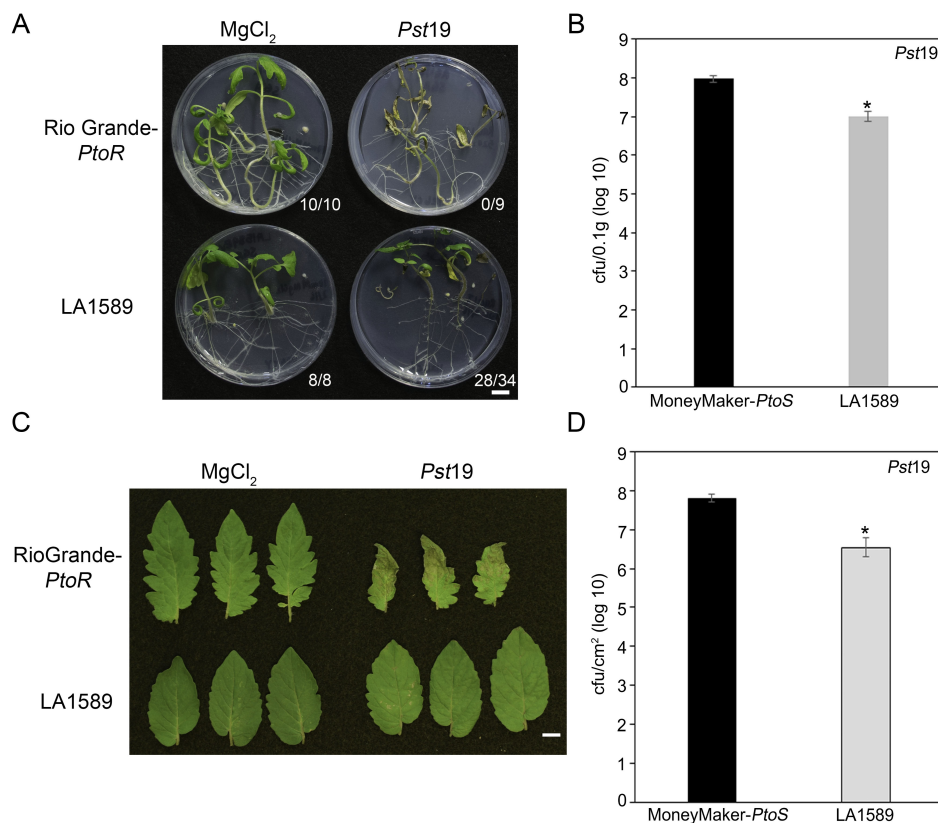 A
MgCl₂
Pst19
Rio Grande-
PtoR
10/10
0/9
LA1589
8/8
28/34
B
9
8
7
6
5
4
3
2
1
0
cfu/0.1g (log 10)
Pst19
*
MoneyMaker-PtoS
LA1589
C
MgCl₂
Pst19
RioGrande-
PtoR
LA1589
D
9
8
7
6
5
4
3
2
1
0
cfu/cm² (log 10)
Pst19
*
MoneyMaker-PtoS
LA1589